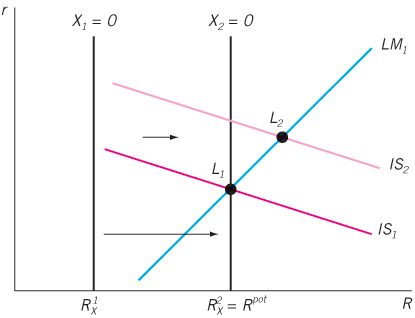 r
X₁ = 0
X₂ = 0
LM₁
L₂
IS₂
L₁
IS₁
R¹ₓ
R²ₓ = Rᵖᵒᵗ
R